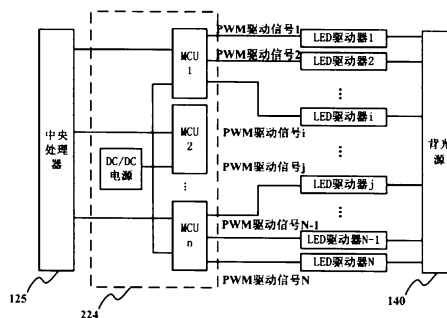 PWM驱动信号1
MCU
1
LED驱动器1
PWM驱动信号2
LED驱动器2
⋮
LED驱动器i
中央
处理
器
MCU
2
PWM驱动信号i
DC/DC
电源
⋮
背光
源
...
PWM驱动信号j
LED驱动器j
MCU
n
⋮
PWM驱动信号N-1
LED驱动器N-1
LED驱动器N
PWM驱动信号N
125
224
140